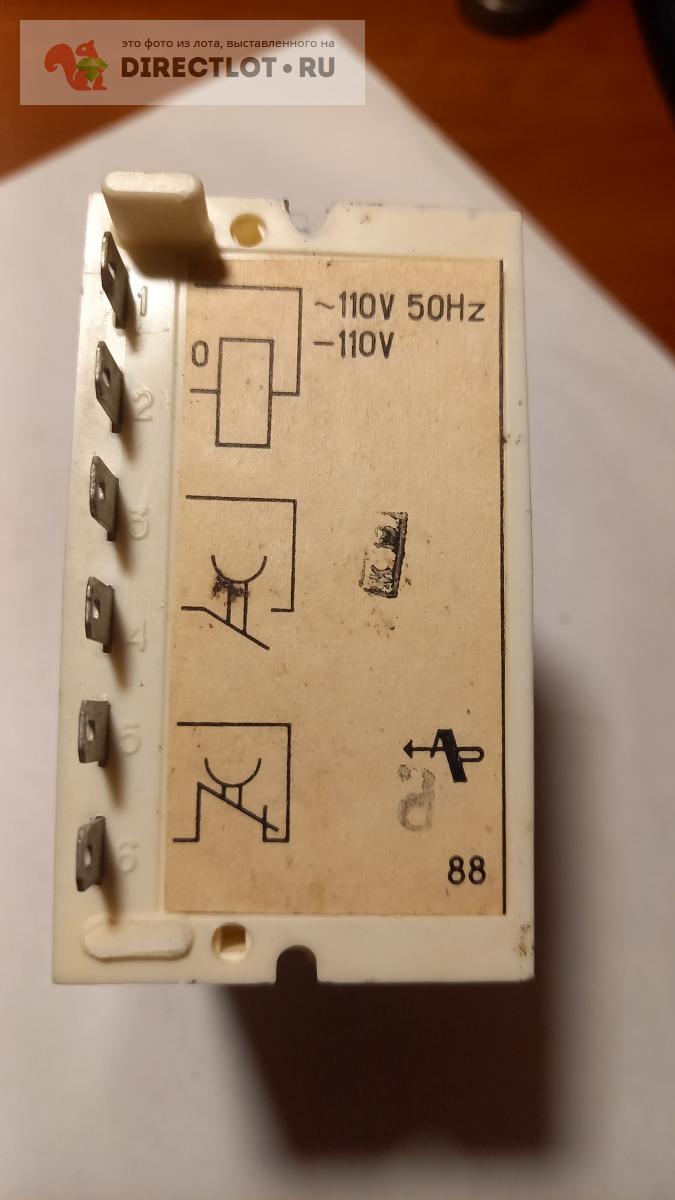 это фото из лота, выставленного на
DIRECTLOT•RU
1
~110V 50Hz
0
-110V
2
3
4
5
6
88